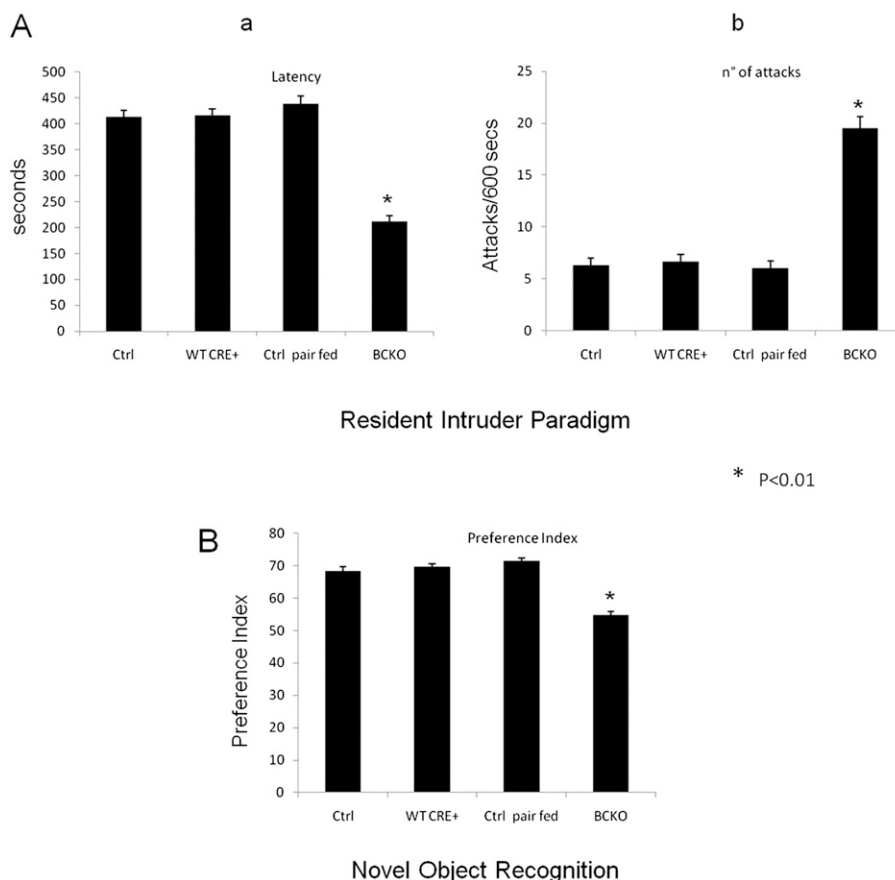 A
a
Latency
seconds
500
450
400
350
300
250
200
150
100
50
0
*
Ctrl WT CRE+ Ctrl pair fed BCKO
b
n° of attacks
Attacks/600 secs
25
20
15
10
5
0
*
Ctrl WT CRE+ Ctrl pair fed BCKO
Resident Intruder Paradigm
* P<0.01
B
Preference Index
Preference Index
80
70
60
50
40
30
20
10
0
*
Ctrl WT CRE+ Ctrl pair fed BCKO
Novel Object Recognition